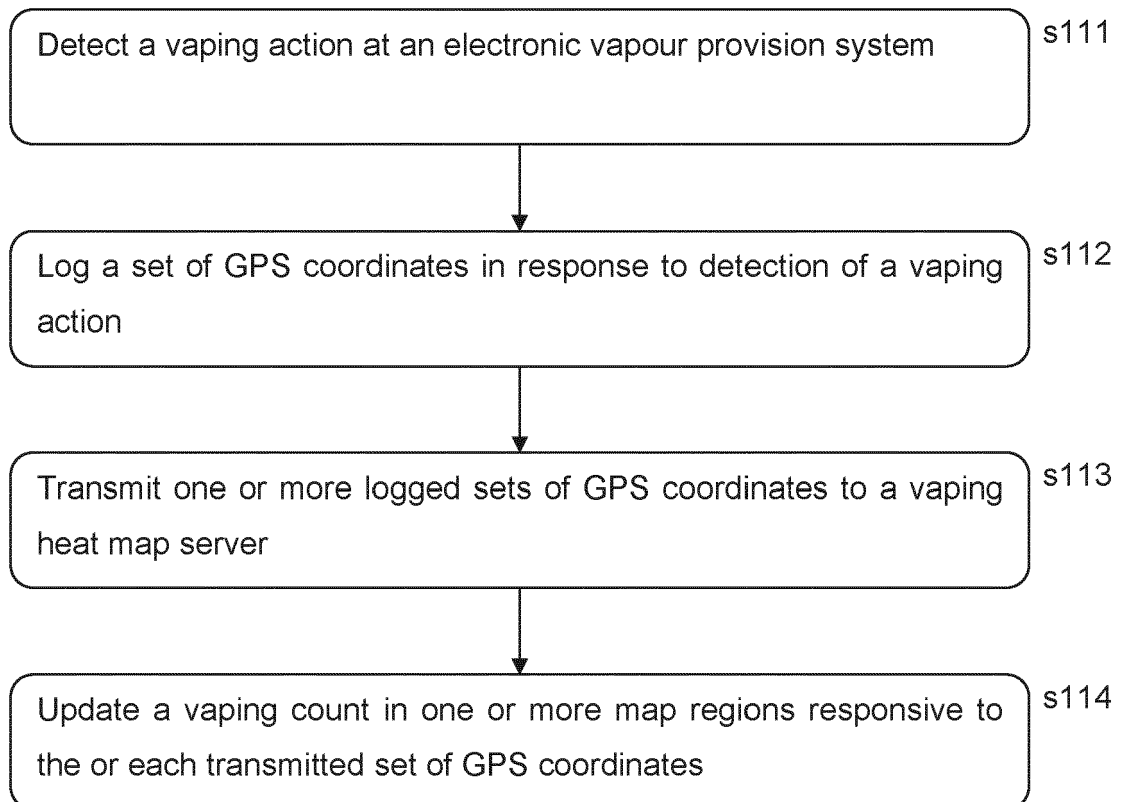 Detect a vaping action at an electronic vapour provision system
s111
Log a set of GPS coordinates in response to detection of a vaping
action
s112
Transmit one or more logged sets of GPS coordinates to a vaping
heat map server
s113
Update a vaping count in one or more map regions responsive to
the or each transmitted set of GPS coordinates
s114